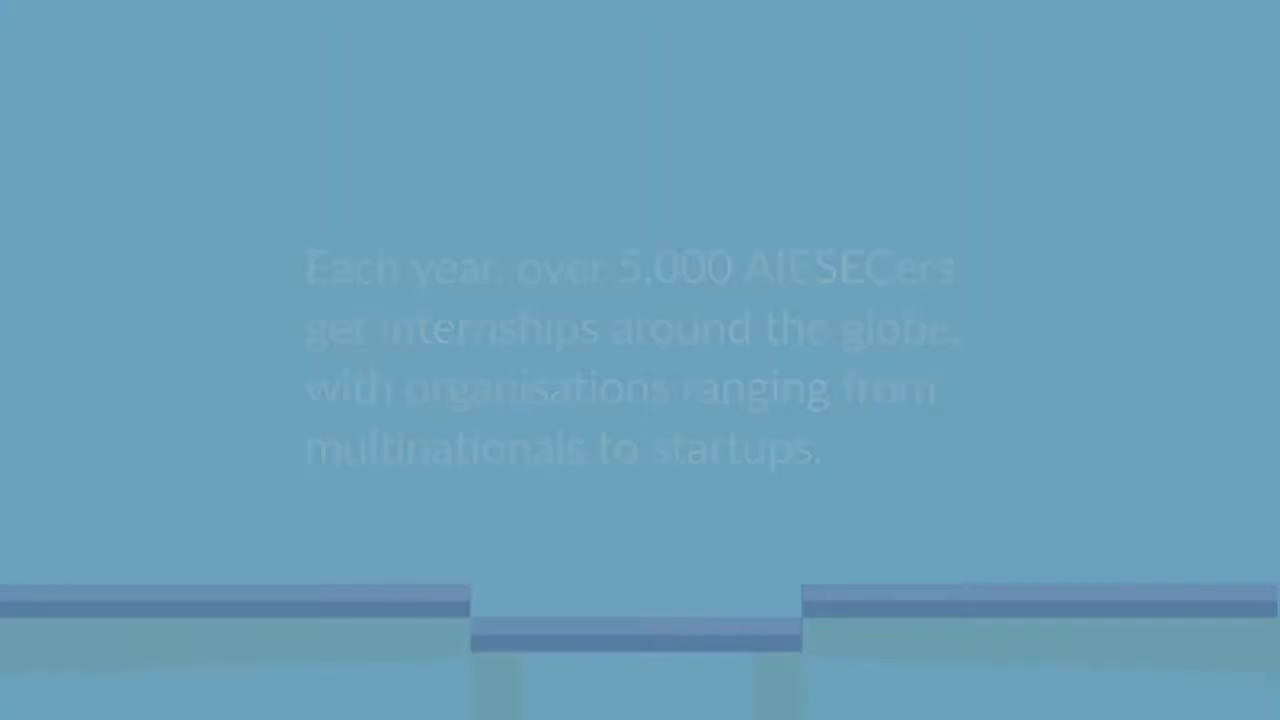 Each year, over 5,000 AIESECers
get internships around the globe,
with organisations ranging from
multinationals to startups.